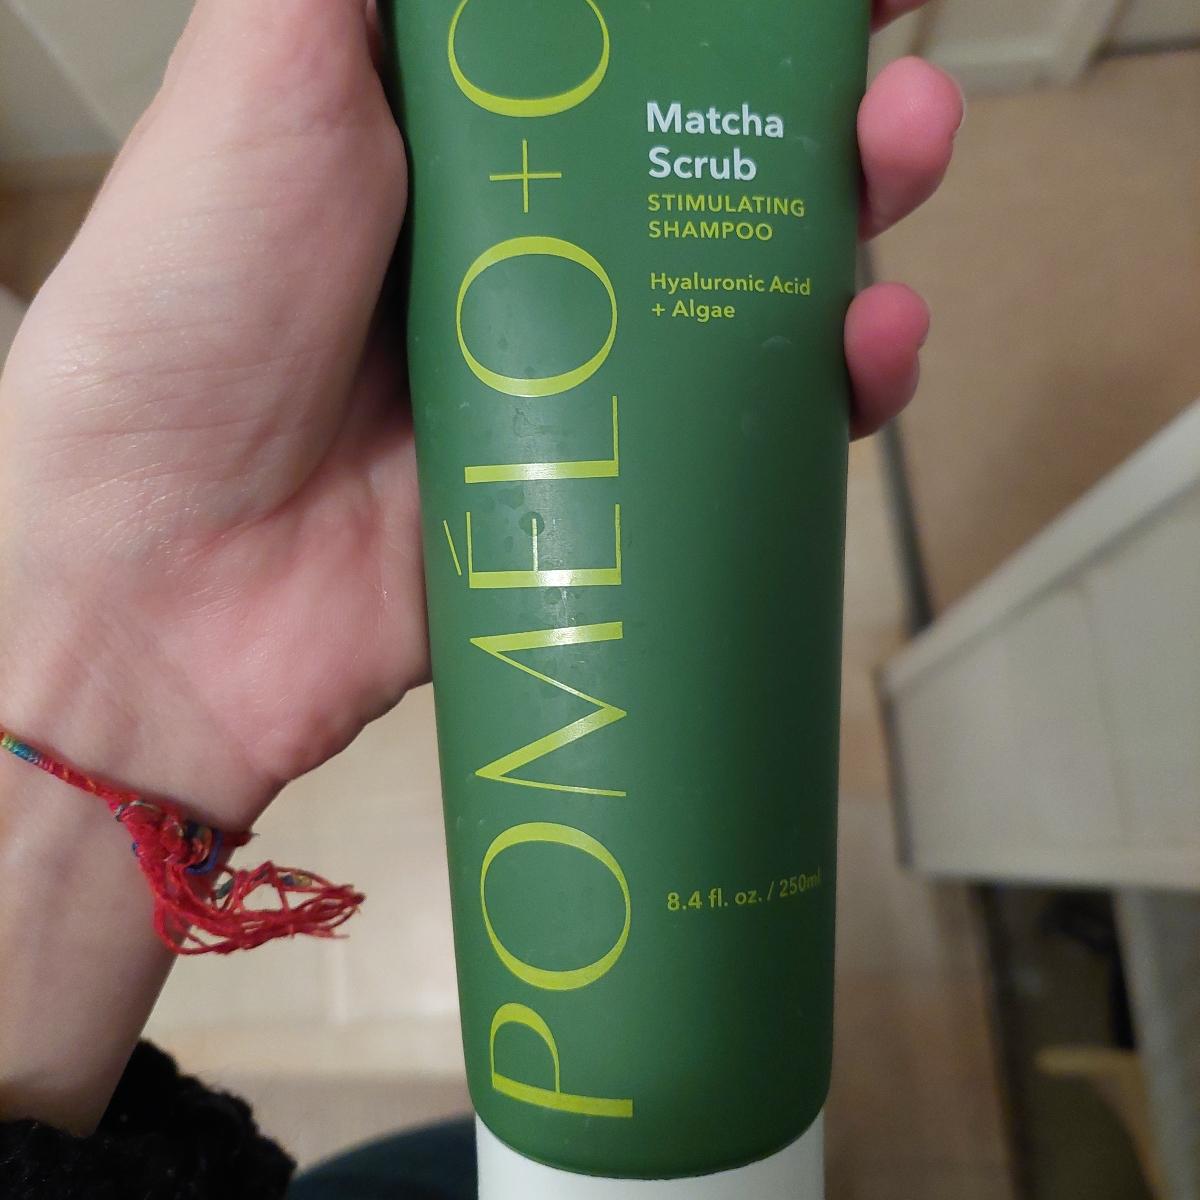 POMÉLO+C
Matcha
Scrub
STIMULATING
SHAMPOO
Hyaluronic Acid
+ Algae
8.4 fl. oz. / 250ml